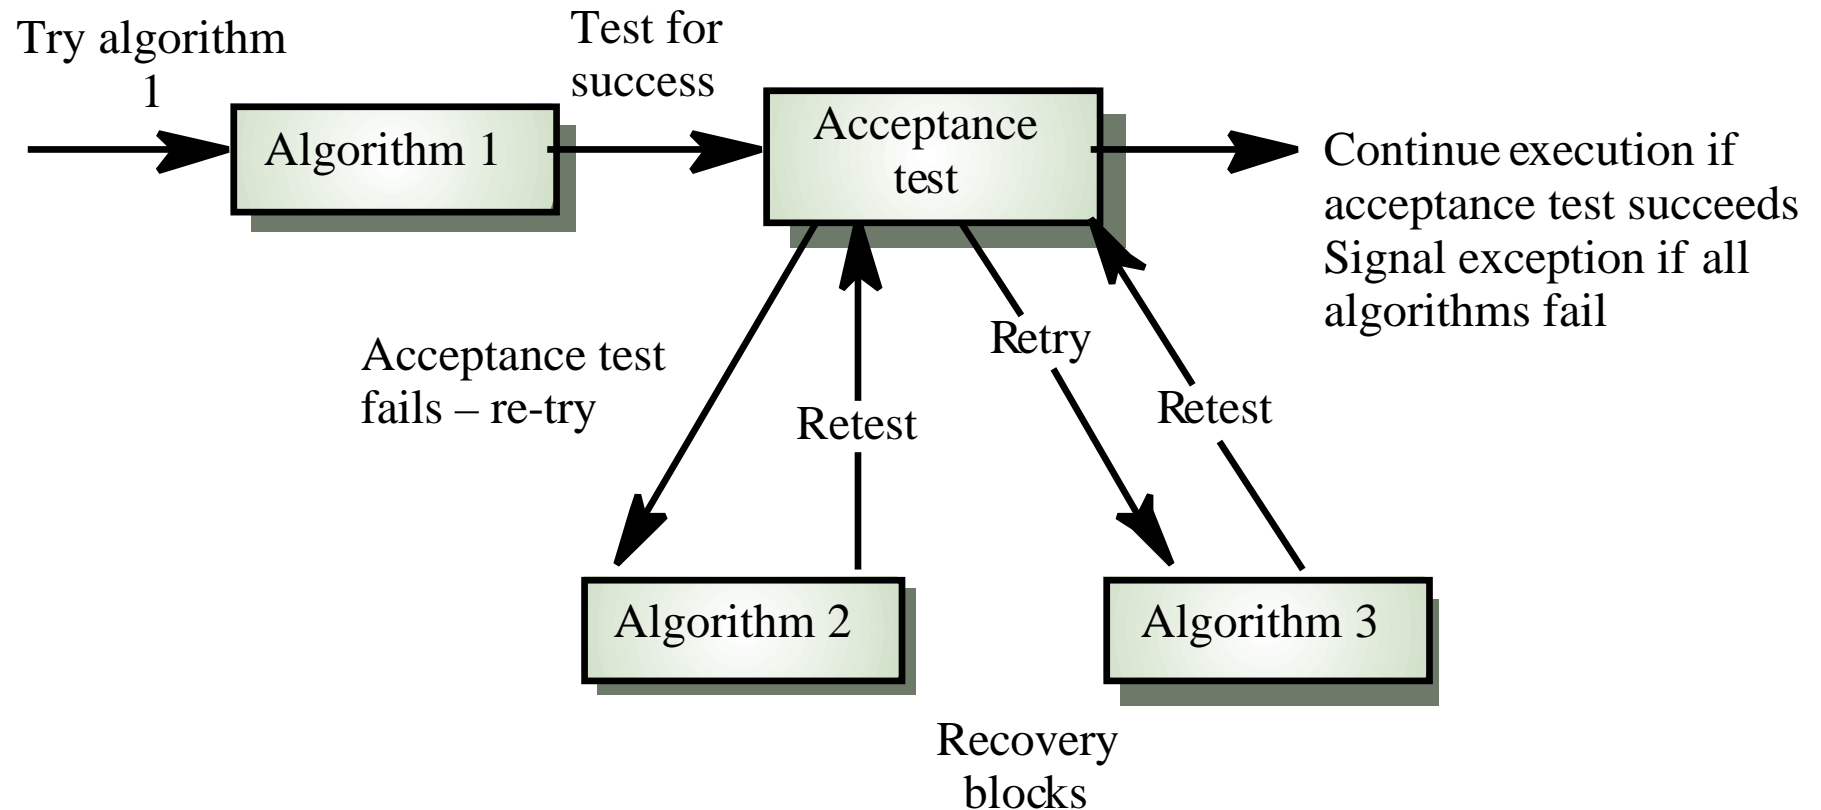 Try algorithm
1
Test for
success
Algorithm 1
Acceptance
test
Continue execution if
acceptance test succeeds
Signal exception if all
algorithms fail
Acceptance test
fails – re-try
Retest
Retry
Retest
Algorithm 2
Algorithm 3
Recovery
blocks